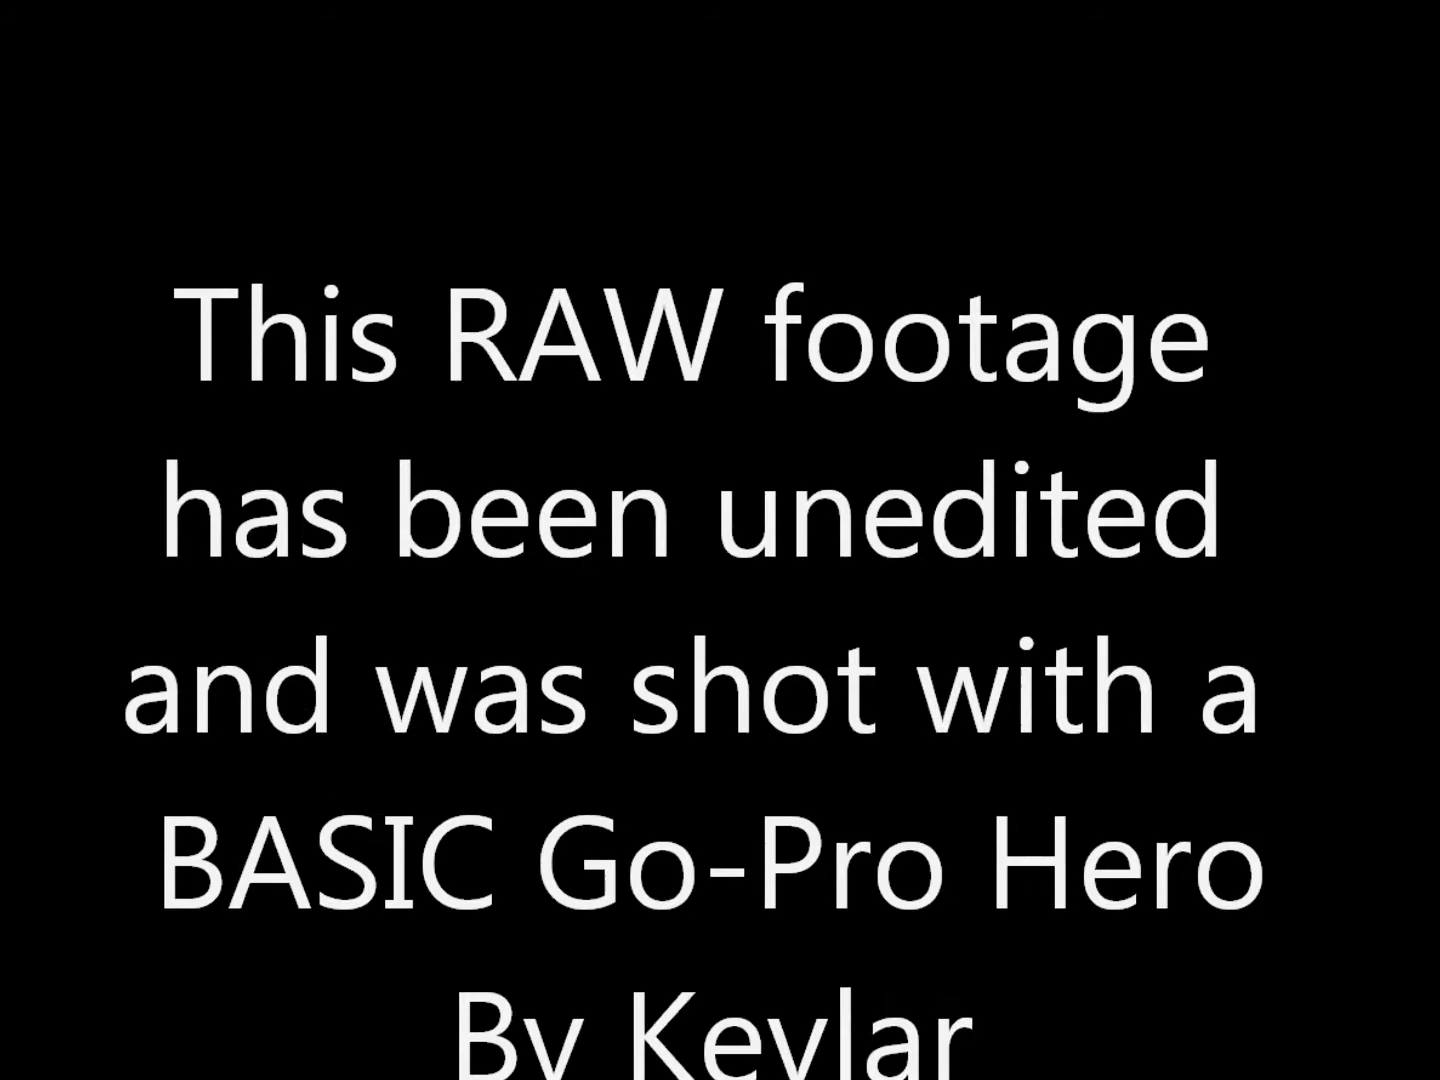 This RAW footage
has been unedited
and was shot with a
BASIC Go-Pro Hero
By Kevlar